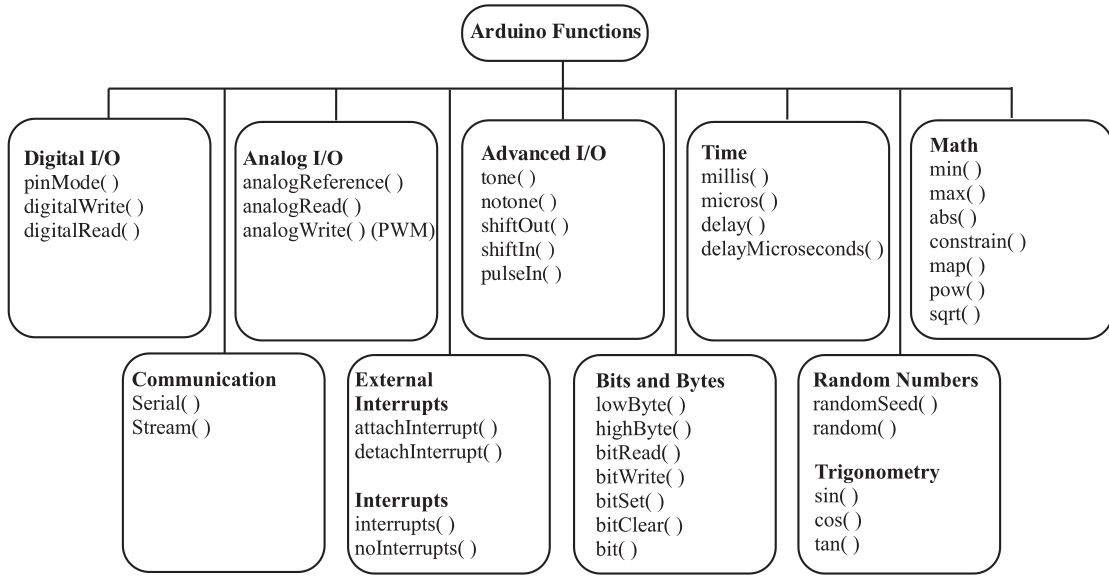 Arduino Functions
Digital I/O
pinMode( )
digitalWrite( )
digitalRead( )
Analog I/O
analogReference( )
analogRead( )
analogWrite( ) (PWM)
Advanced I/O
tone( )
notone( )
shiftOut( )
shiftIn( )
pulseIn( )
Time
millis( )
micros( )
delay( )
delayMicroseconds( )
Math
min( )
max( )
abs( )
constrain( )
map( )
pow( )
sqrt( )
Communication
Serial( )
Stream( )
External
Interrupts
attachInterrupt( )
detachInterrupt( )
Interrupts
interrupts( )
noInterrupts( )
Bits and Bytes
lowByte( )
highByte( )
bitRead( )
bitWrite( )
bitSet( )
bitClear( )
bit( )
Random Numbers
randomSeed( )
random( )
Trigonometry
sin( )
cos( )
tan( )